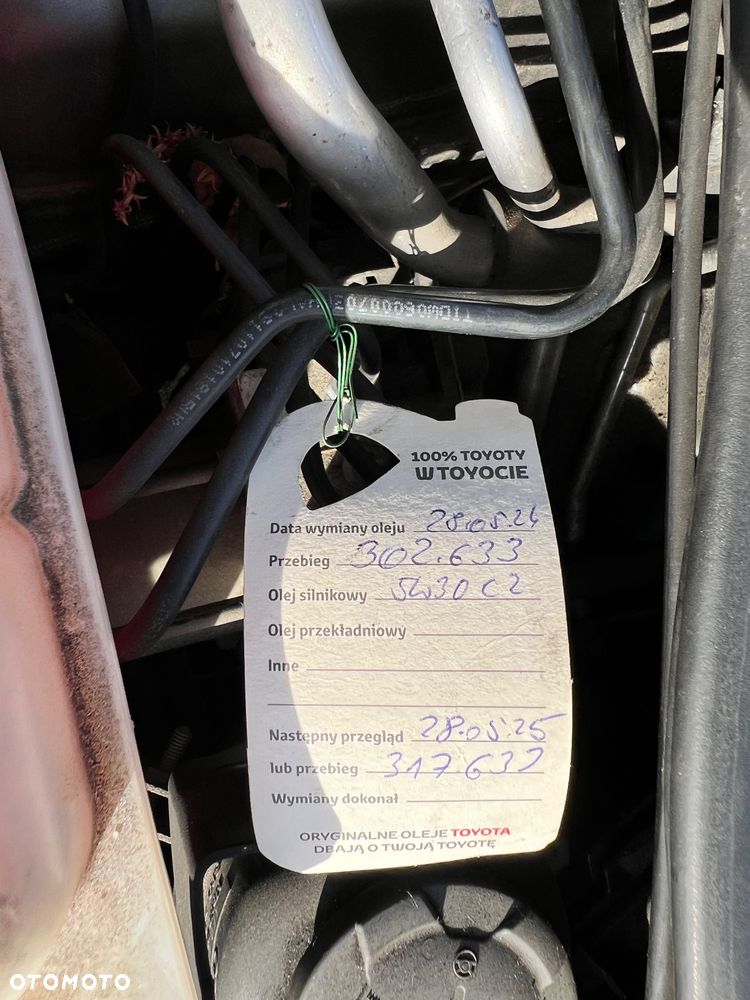 100% TOYOTY
W TOYOCIE
Data wymiany oleju 28.05.24
Przebieg 302.633
Olej silnikowy 5W30 C2
Olej przekładniowy
Inne
Następny przegląd 28.05.25
lub przebieg 317.633
Wymiany dokonał
ORYGINALNE OLEJE TOYOTA
DBAJĄ O TWOJĄ TOYOTĘ
OTOMOTO